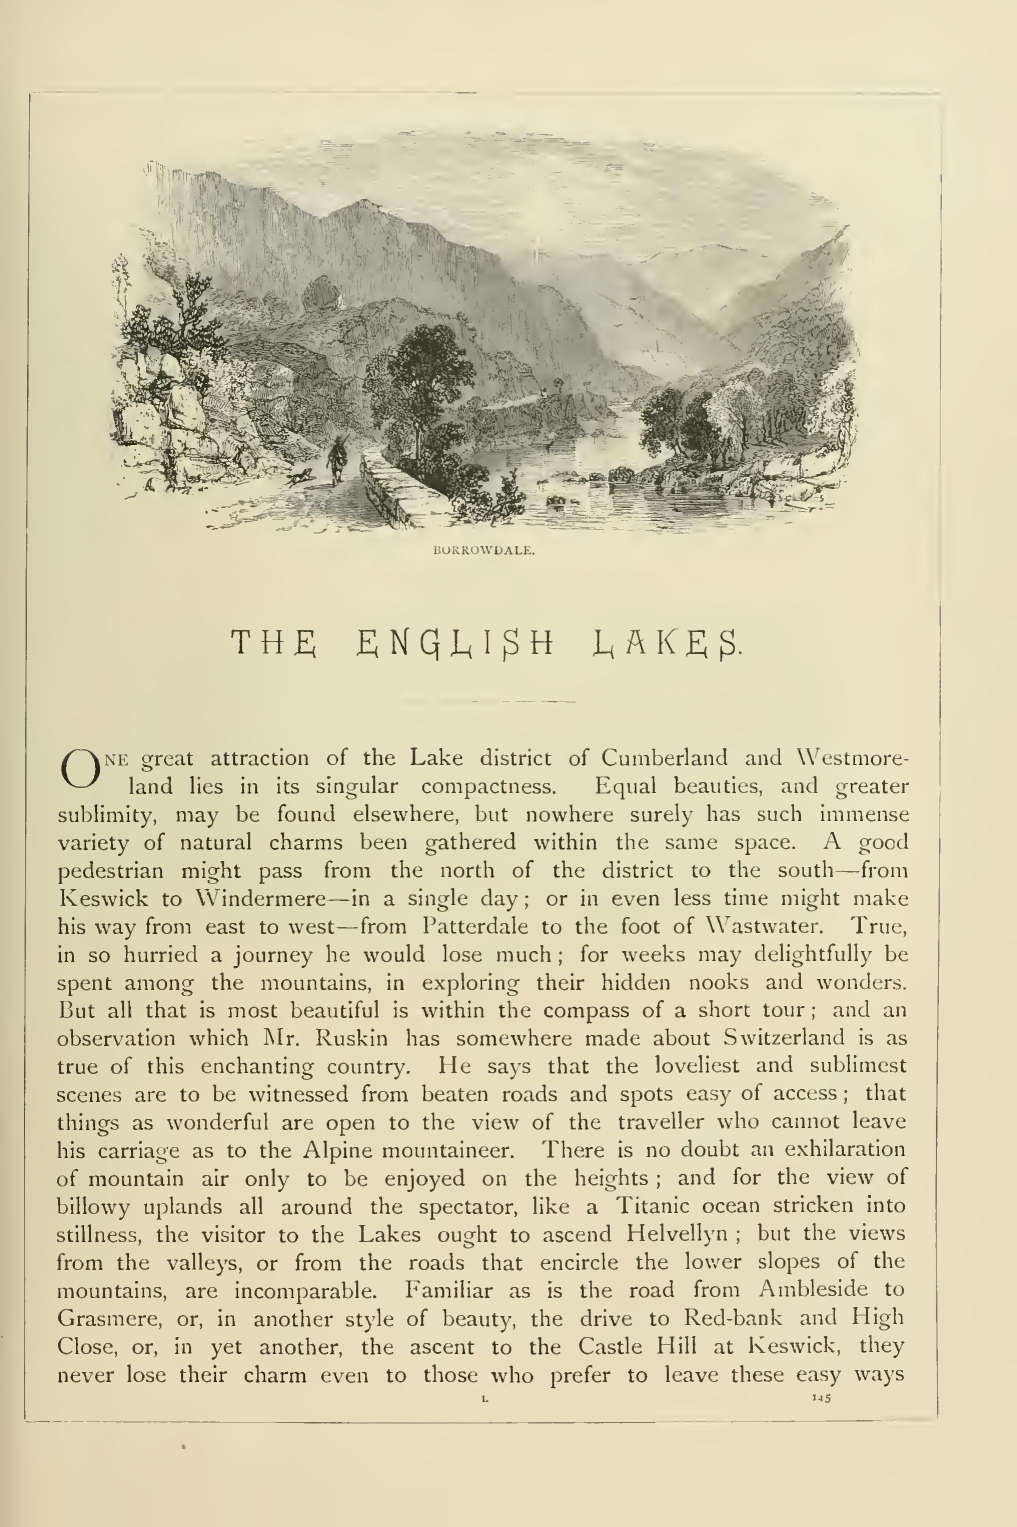 BORROWDALE.
THE ENGLISH LAKES.
ONE great attraction of the Lake district of Cumberland and Westmore-
land lies in its singular compactness. Equal beauties, and greater
sublimity, may be found elsewhere, but nowhere surely has such immense
variety of natural charms been gathered within the same space. A good
pedestrian might pass from the north of the district to the south—from
Keswick to Windermere—in a single day; or in even less time might make
his way from east to west—from Patterdale to the foot of Wastwater. True,
in so hurried a journey he would lose much; for weeks may delightfully be
spent among the mountains, in exploring their hidden nooks and wonders.
But all that is most beautiful is within the compass of a short tour; and an
observation which Mr. Ruskin has somewhere made about Switzerland is as
true of this enchanting country. He says that the loveliest and sublimest
scenes are to be witnessed from beaten roads and spots easy of access; that
things as wonderful are open to the view of the traveller who cannot leave
his carriage as to the Alpine mountaineer. There is no doubt an exhilaration
of mountain air only to be enjoyed on the heights; and for the view of
billowy uplands all around the spectator, like a Titanic ocean stricken into
stillness, the visitor to the Lakes ought to ascend Helvellyn; but the views
from the valleys, or from the roads that encircle the lower slopes of the
mountains, are incomparable. Familiar as is the road from Ambleside to
Grasmere, or, in another style of beauty, the drive to Red-bank and High
Close, or, in yet another, the ascent to the Castle Hill at Keswick, they
never lose their charm even to those who prefer to leave these easy ways
L 145